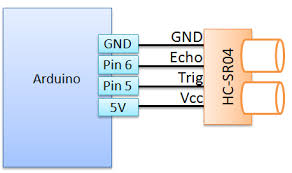 Arduino
GND GND
Pin 6 Echo
Pin 5 Trig
5V Vcc
HC-SR04